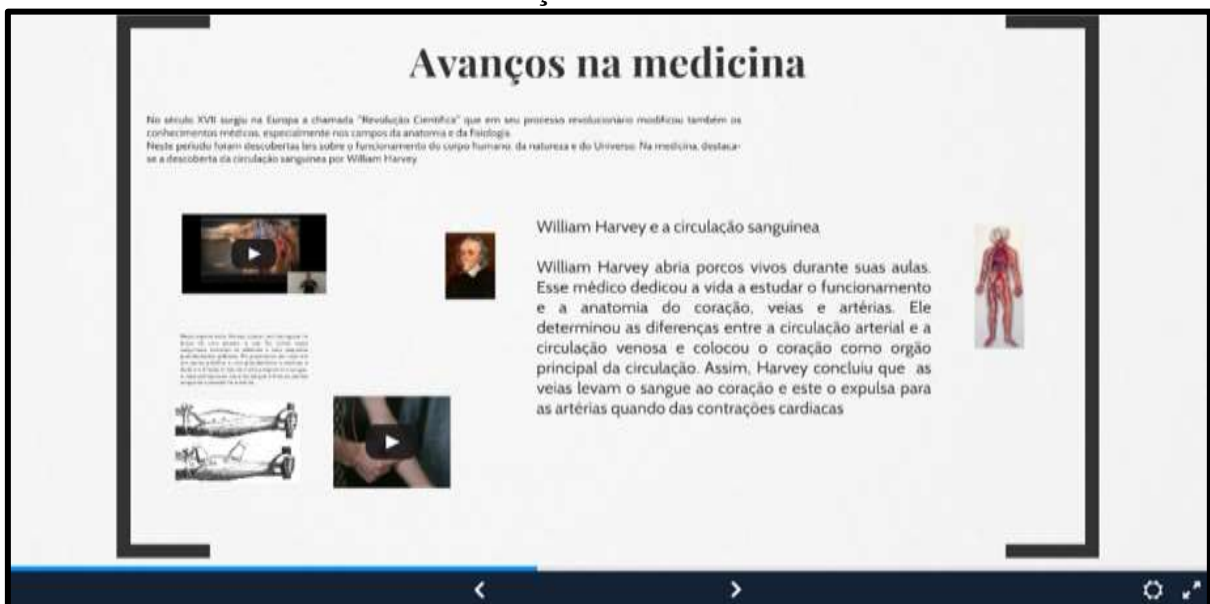 Avanços na medicina
No século XVII surgiu na Europa a chamada "Revolução Científica" que em seu processo revolucionário modificou também os
conhecimentos médicos, especialmente nos campos da anatomia e da fisiologia.
Neste período foram descobertas leis sobre o funcionamento do corpo humano, da natureza e do Universo. Na medicina, destaca-
se a descoberta da circulação sanguínea por William Harvey.
William Harvey e a circulação sanguínea
William Harvey abria porcos vivos durante suas aulas.
Esse médico dedicou a vida a estudar o funcionamento
e a anatomia do coração, veias e artérias. Ele
determinou as diferenças entre a circulação arterial e a
circulação venosa e colocou o coração como orgão
principal da circulação. Assim, Harvey concluiu que as
veias levam o sangue ao coração e este o expulsa para
as artérias quando das contrações cardiacas